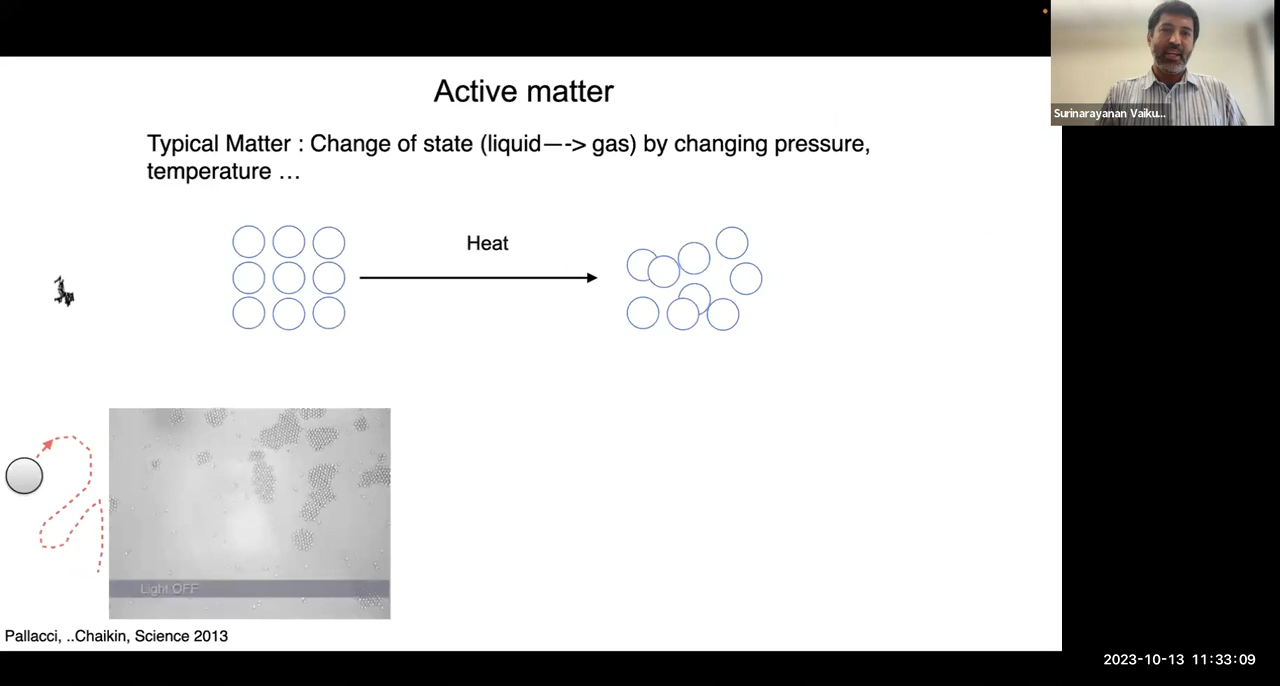 Active matter
Surinarayanan Vaiku...
Typical Matter : Change of state (liquid—-> gas) by changing pressure,
temperature …
Heat
Light OFF
Pallacci, ..Chaikin, Science 2013
2023-10-13 11:33:09